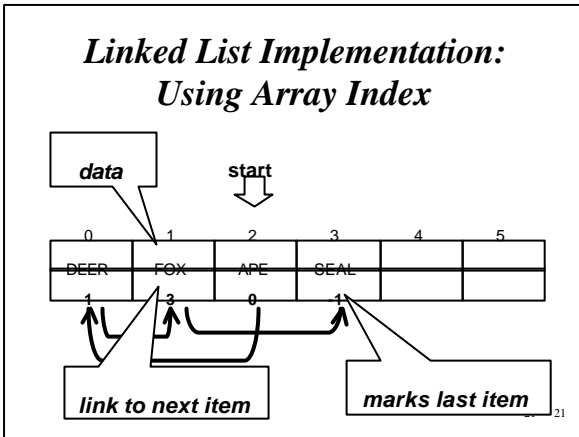 Linked List Implementation:
Using Array Index
data
start
0 1 2 3 4 5
DEER FOX APE SEAL
1 3 0 -1
link to next item
marks last item
21